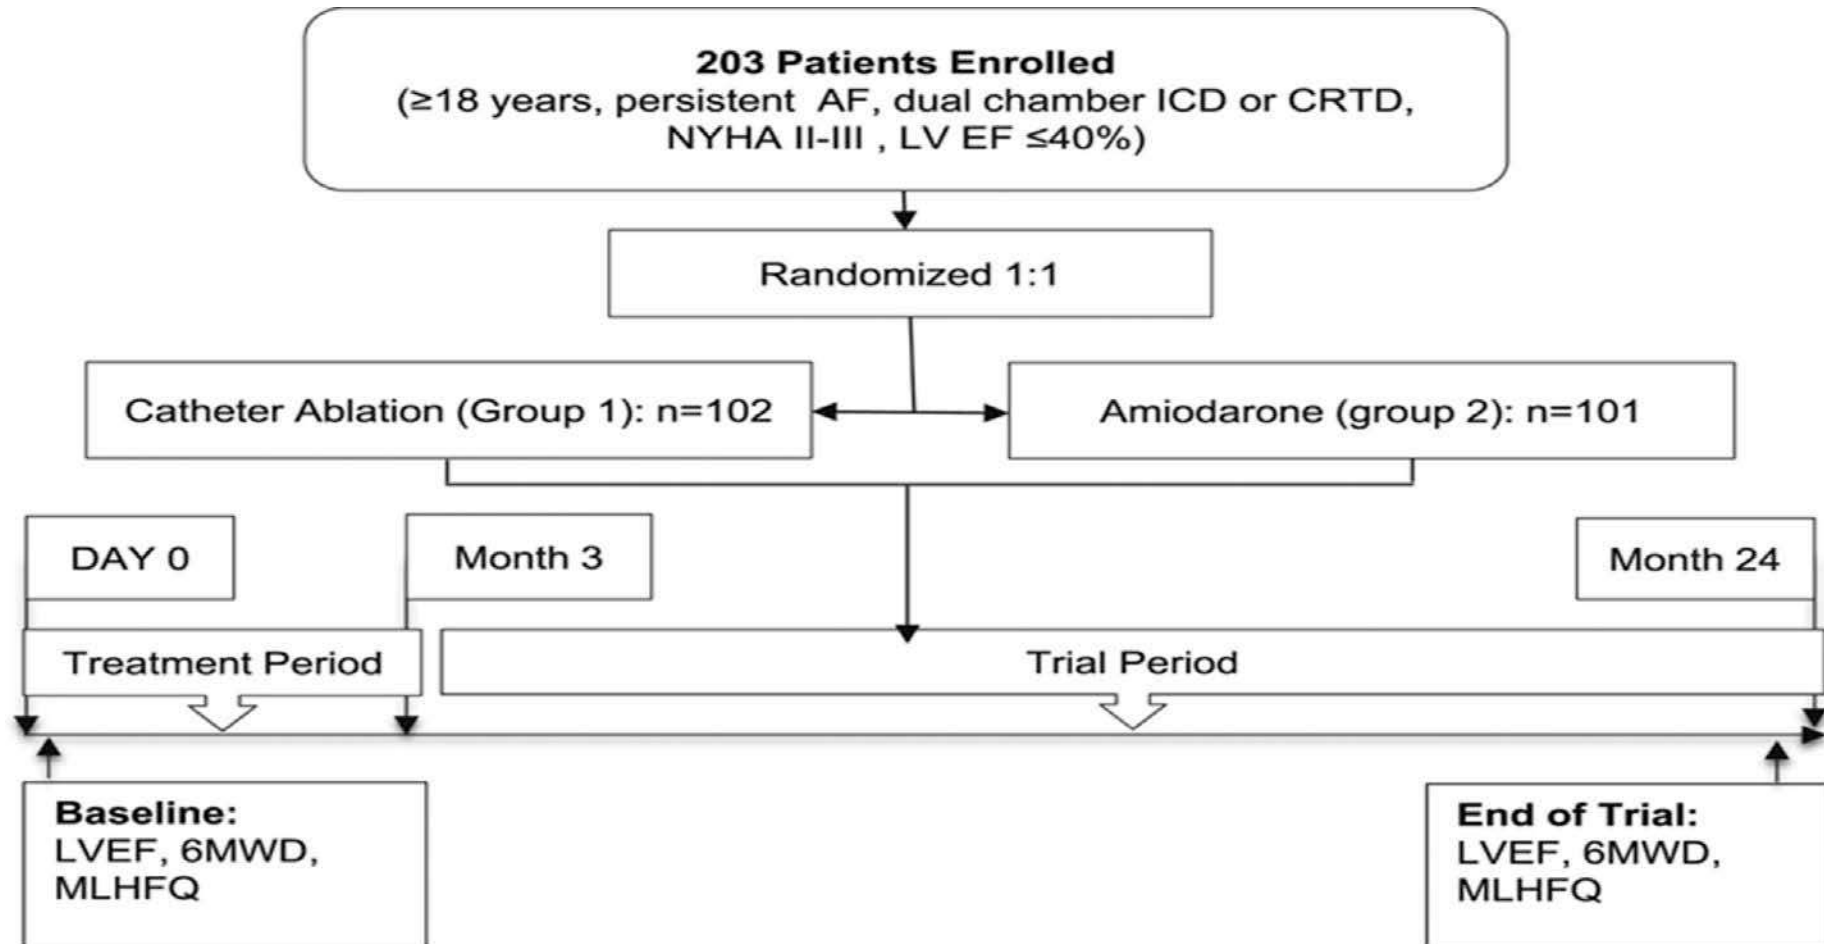 203 Patients Enrolled
(≥18 years, persistent AF, dual chamber ICD or CRTD,
NYHA II-III , LV EF ≤40%)
Randomized 1:1
Catheter Ablation (Group 1): n=102
Amiodarone (group 2): n=101
DAY 0
Month 3
Month 24
Treatment Period
Trial Period
Baseline:
LVEF, 6MWD,
MLHFQ
End of Trial:
LVEF, 6MWD,
MLHFQ